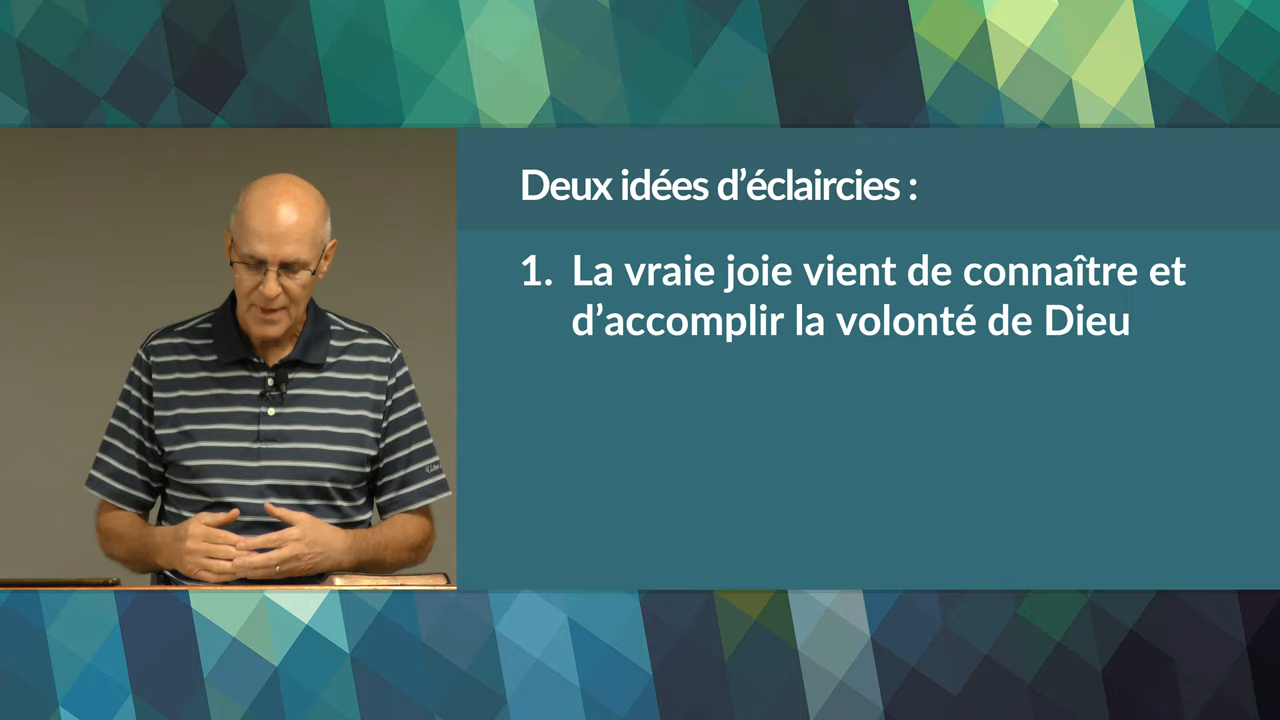 Deux idées d’éclaircies :
1. La vraie joie vient de connaître et
d’accomplir la volonté de Dieu